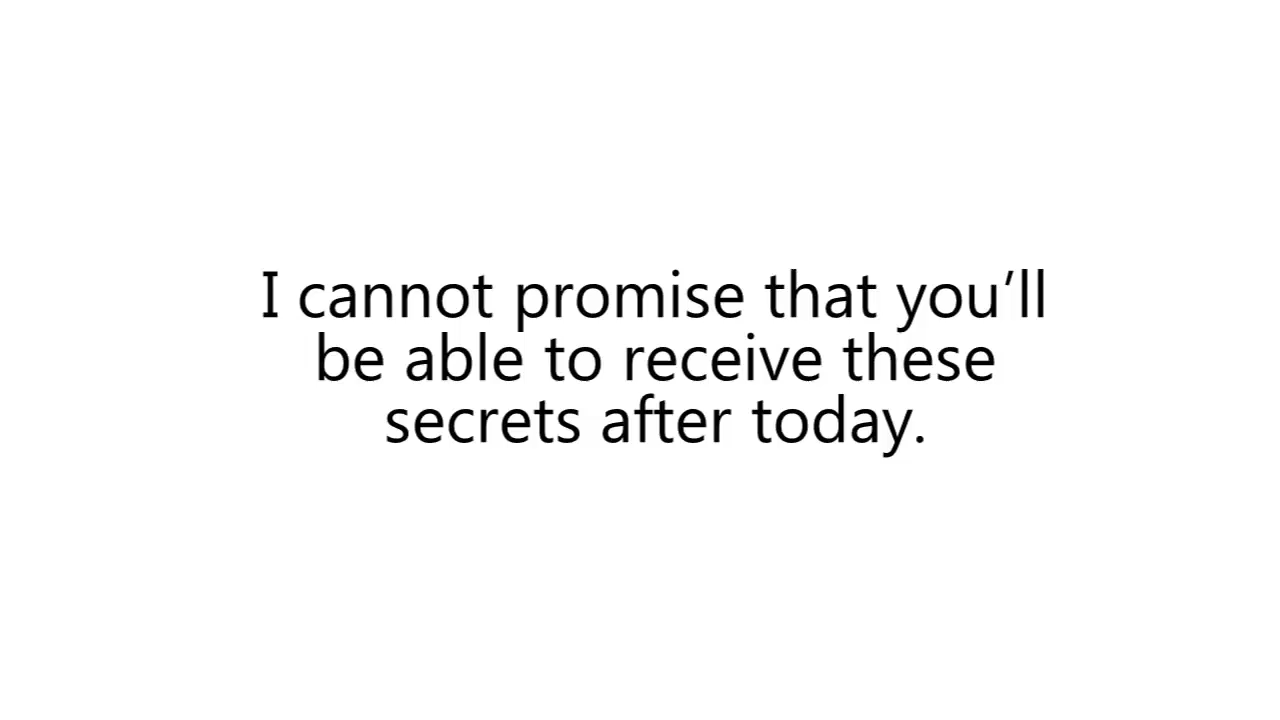 I cannot promise that you’ll
be able to receive these
secrets after today.